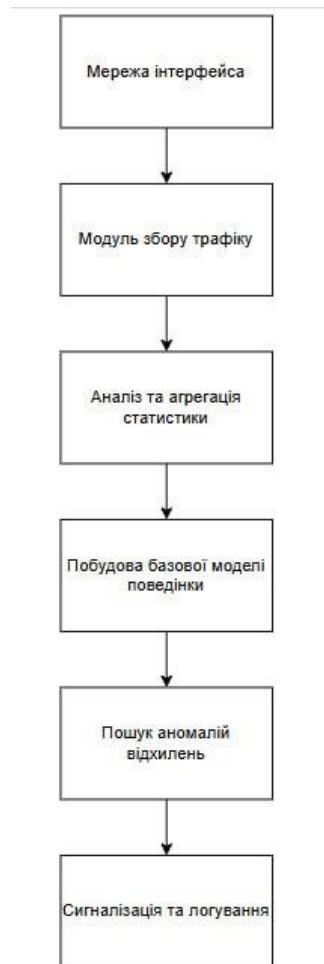 Мережа інтерфейса
Модуль збору трафіку
Аналіз та агрегація
статистики
Побудова базової моделі
поведінки
Пошук аномалій
відхилень
Сигналізація та логування